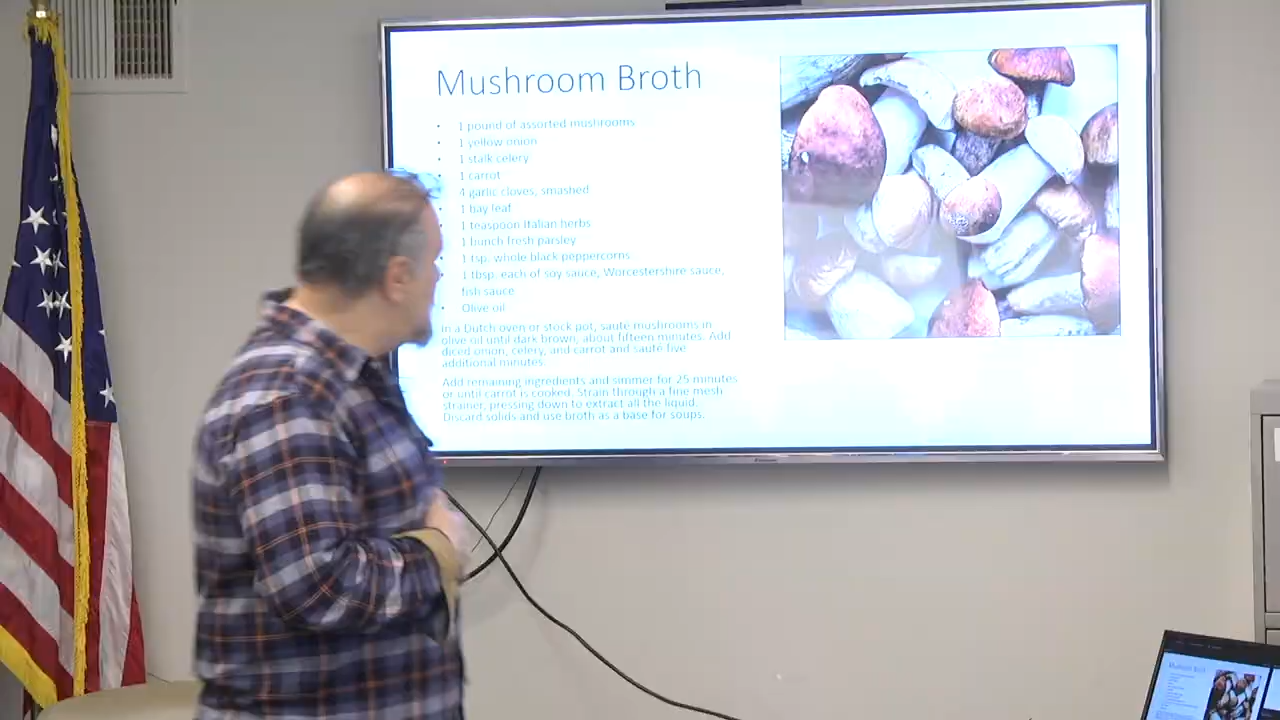 Mushroom Broth
• 1 pound of assorted mushrooms
• 1 yellow onion
• 1 stalk celery
• 1 carrot
4 garlic cloves, smashed
• 1 bay leaf
1 teaspoon Italian herbs
1 bunch fresh parsley
1 tsp. whole black peppercorns
1 tbsp. each of soy sauce, Worcestershire sauce,
fish sauce
• Olive oil
In a Dutch oven or stock pot, saute mushrooms in
olive oil until dark brown, about fifteen minutes. Add
diced onion, celery, and carrot and saute five
additional minutes.
Add remaining ingredients and simmer for 25 minutes
or until carrot is cooked. Strain through a fine mesh
strainer, pressing down to extract all the liquid.
Discard solids and use broth as a base for soups.
Mushroom Broth